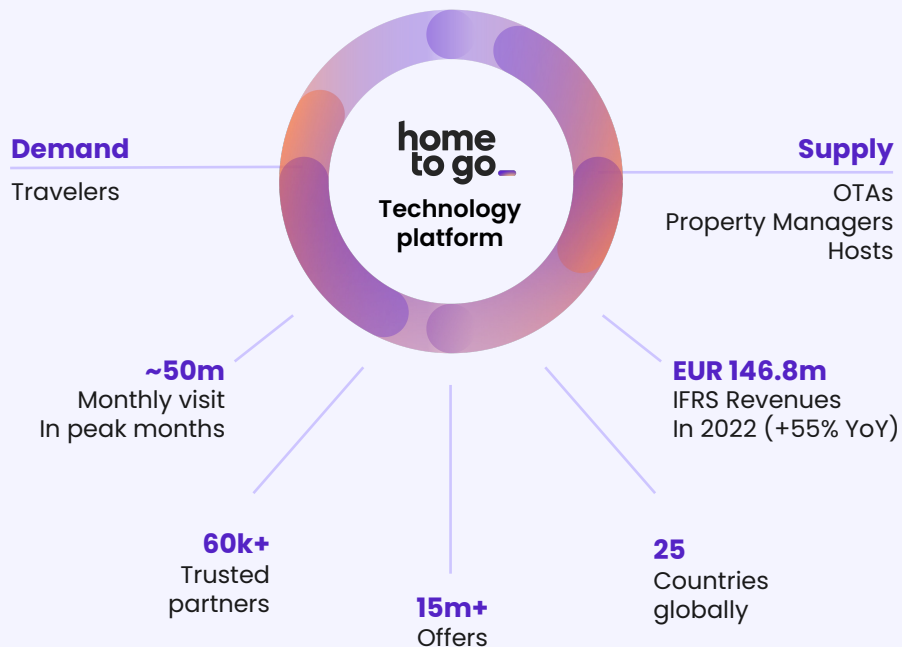 home
to go_
Technology
platform
Demand
Travelers
Supply
OTAs
Property Managers
Hosts
~50m
Monthly visit
In peak months
EUR 146.8m
IFRS Revenues
In 2022 (+55% YoY)
60k+
Trusted
partners
25
Countries
globally
15m+
Offers